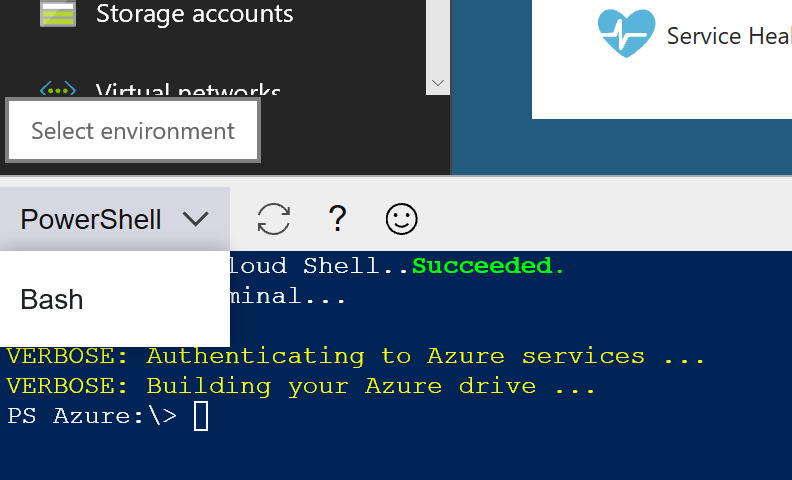 Storage accounts
Service Heal
Virtual networks
Select environment
PowerShell
?
Bash
loud Shell..Succeeded.
minal...
VERBOSE: Authenticating to Azure services ...
VERBOSE: Building your Azure drive ...
PS Azure:\>